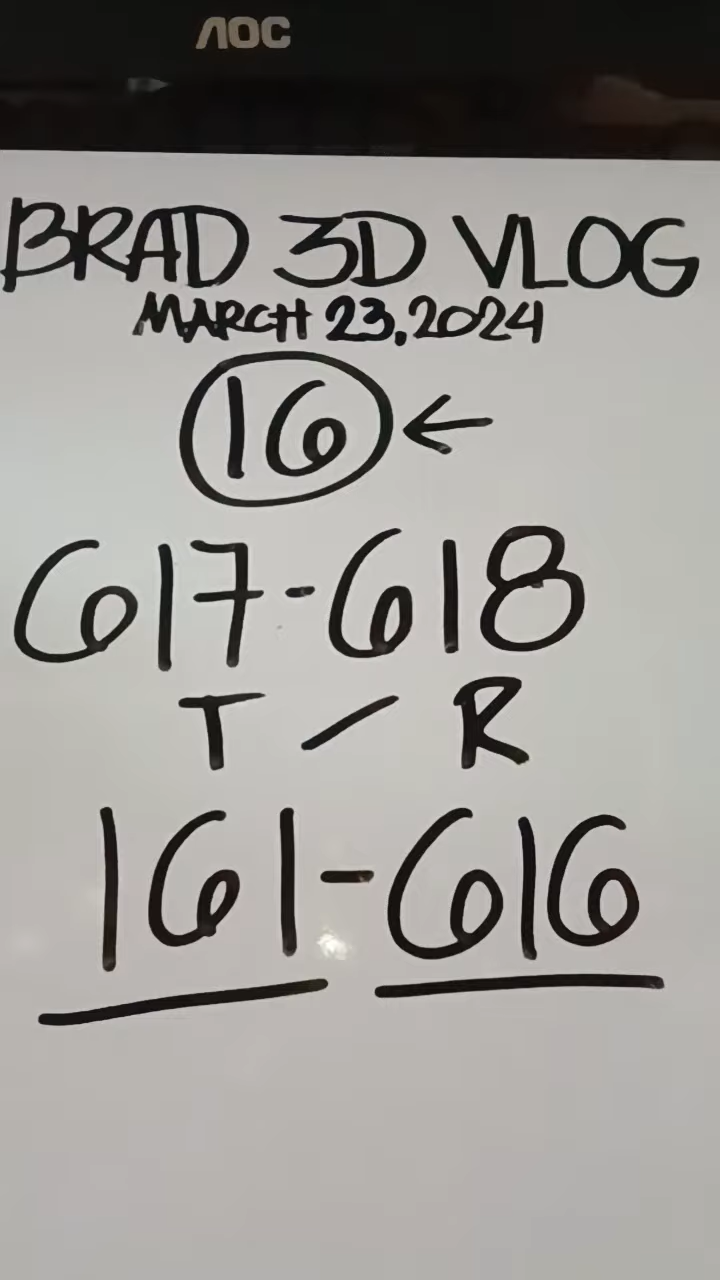 AOC
BRAD 3D VLOG
MARCH 23, 2024
16 ←
617-618
T / R
161-616